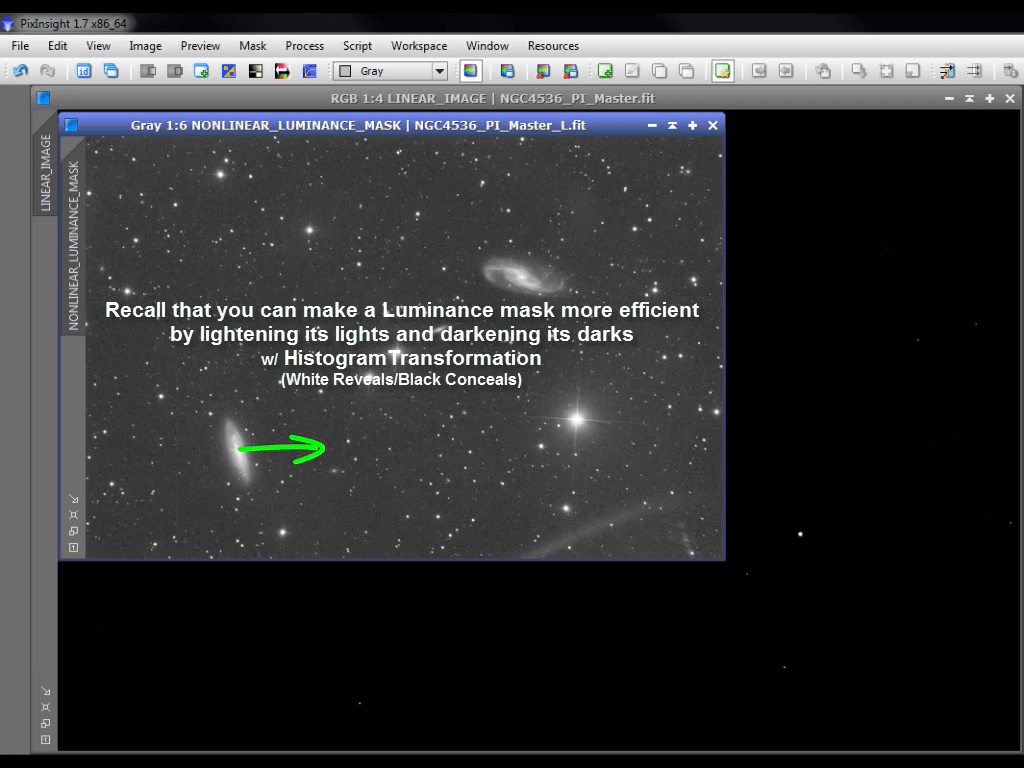 PixInsight 1.7 x86_64
File Edit View Image Preview Mask Process Script Workspace Window Resources
id
Gray
RGB 1:4 LINEAR_IMAGE | NGC4536_PI_Master.fit
Gray 1:6 NONLINEAR_LUMINANCE_MASK | NGC4536_PI_Master_L.fit
LINEAR_IMAGE
NONLINEAR_LUMINANCE_MASK
Recall that you can make a Luminance mask more efficient
by lightening its lights and darkening its darks
w/ HistogramTransformation
(White Reveals/Black Conceals)